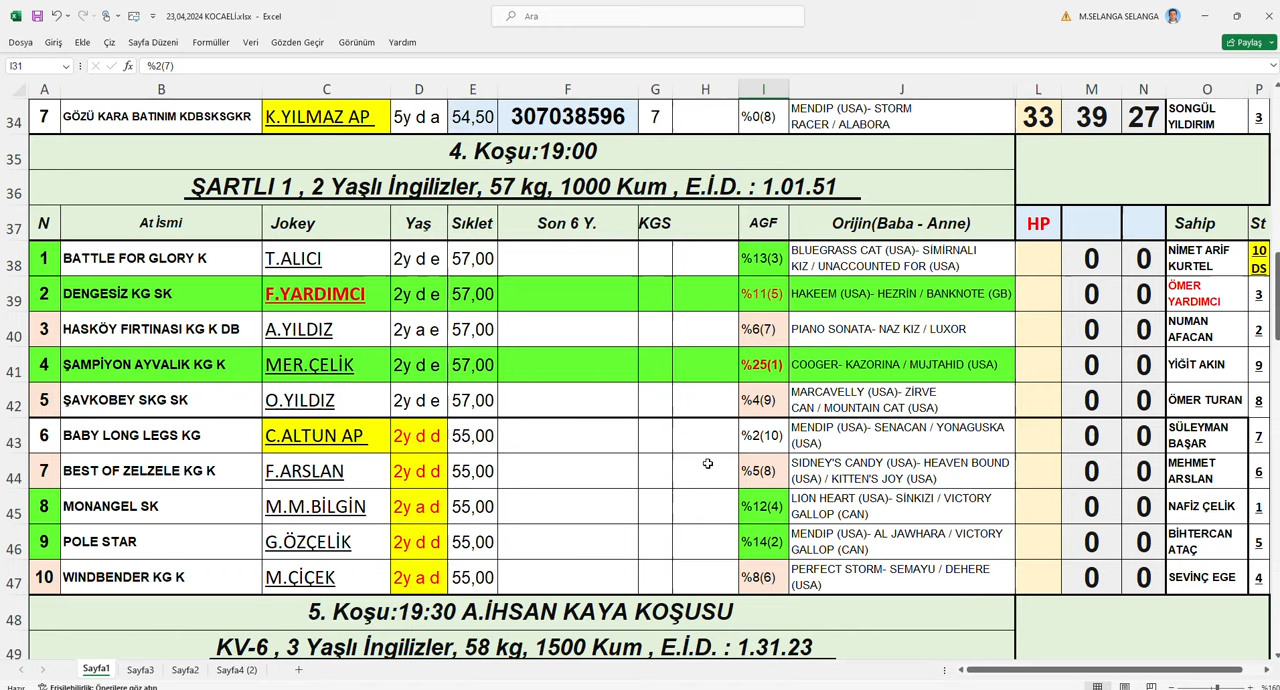 23,04,2024 KOCAELİ.xlsx - Excel
Ara
M.SELANGA SELANGA
Dosya Giriş Ekle Çiz Sayfa Düzeni Formüller Veri Gözden Geçir Görünüm Yardım
Paylaş
I31 fx %2(7)
A B C D E F G H I J L M N O P
34 7 GÖZÜ KARA BATINIM KDBSKSGKR K.YILMAZ AP 5y d a 54,50 307038596 7 %0(8) MENDIP (USA)- STORM RACER / ALABORA 33 39 27 SONGÜL YILDIRIM 3
35 4. Koşu:19:00
36 ŞARTLI 1 , 2 Yaşlı İngilizler, 57 kg, 1000 Kum , E.İ.D. : 1.01.51
37 N At İsmi Jokey Yaş Sıklet Son 6 Y. KGS AGF Orijin(Baba - Anne) HP Sahip St
38 1 BATTLE FOR GLORY K T.ALICI 2y d e 57,00 %13(3) BLUEGRASS CAT (USA)- SİMİRNALI KIZ / UNACCOUNTED FOR (USA) 0 0 NİMET ARİF KURTEL 10 DS
39 2 DENGESİZ KG SK F.YARDIMCI 2y d e 57,00 %11(5) HAKEEM (USA)- HEZRİN / BANKNOTE (GB) 0 0 ÖMER YARDIMCI 3
40 3 HASKÖY FIRTINASI KG K DB A.YILDIZ 2y a e 57,00 %6(7) PIANO SONATA- NAZ KIZ / LUXOR 0 0 NUMAN AFACAN 2
41 4 ŞAMPİYON AYVALIK KG K MER.ÇELİK 2y d e 57,00 %25(1) COOGER- KAZORINA / MUJTAHID (USA) 0 0 YİĞİT AKIN 9
42 5 ŞAVKOBEY SKG SK O.YILDIZ 2y d e 57,00 %4(9) MARCAVELLY (USA)- ZİRVE CAN / MOUNTAIN CAT (USA) 0 0 ÖMER TURAN 8
43 6 BABY LONG LEGS KG C.ALTUN AP 2y d d 55,00 %2(10) MENDIP (USA)- SENACAN / YONAGUSKA (USA) 0 0 SÜLEYMAN BAŞAR 7
44 7 BEST OF ZELZELE KG K F.ARSLAN 2y d d 55,00 %5(8) SIDNEY'S CANDY (USA)- HEAVEN BOUND (USA) / KITTEN'S JOY (USA) 0 0 MEHMET ARSLAN 6
45 8 MONANGEL SK M.M.BİLGİN 2y a d 55,00 %12(4) LION HEART (USA)- SİNKIZI / VICTORY GALLOP (CAN) 0 0 NAFİZ ÇELİK 1
46 9 POLE STAR G.ÖZÇELİK 2y d d 55,00 %14(2) MENDIP (USA)- AL JAWHARA / VICTORY GALLOP (CAN) 0 0 BİHTERCAN ATAÇ 5
47 10 WINDBENDER KG K M.ÇİÇEK 2y a d 55,00 %8(6) PERFECT STORM- SEMAYU / DEHERE (USA) 0 0 SEVİNÇ EGE 4
48 5. Koşu:19:30 A.İHSAN KAYA KOŞUSU
49 KV-6 , 3 Yaşlı İngilizler, 58 kg, 1500 Kum , E.İ.D. : 1.31.23
Sayfa1 Sayfa3 Sayfa2 Sayfa4 (2) +
Hazır Erişilebilirlik: Önerilere göz atın %160